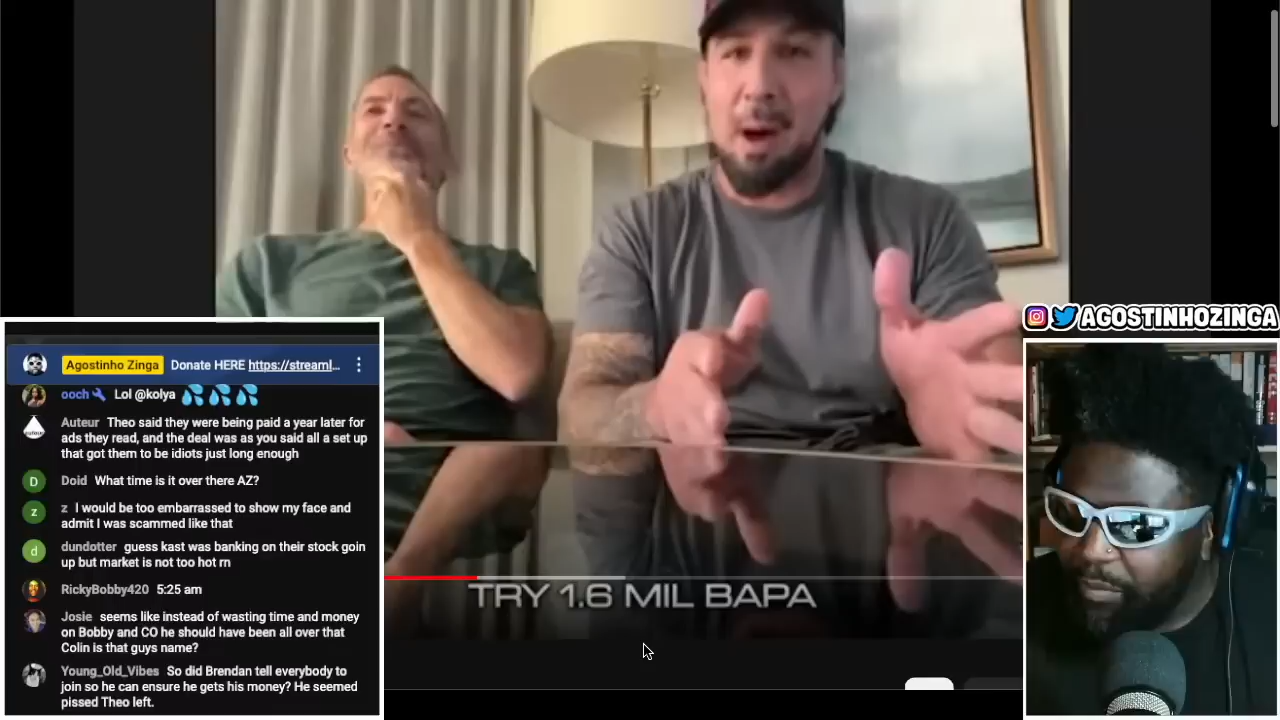 AGOSTINHOZINGA
Agostinho Zinga Donate HERE https://streaml...
ooch Lol @kolya
Auteur Theo said they were being paid a year later for
ads they read, and the deal was as you said all a set up
that got them to be idiots just long enough
Doid What time is it over there AZ?
z I would be too embarrassed to show my face and
admit I was scammed like that
dundotter guess kast was banking on their stock goin
up but market is not too hot rn
RickyBobby420 5:25 am
Josie seems like instead of wasting time and money
on Bobby and CO he should have been all over that
Colin is that guys name?
Young_Old_Vibes So did Brendan tell everybody to
join so he can ensure he gets his money? He seemed
pissed Theo left.
TRY 1.6 MIL BAPA